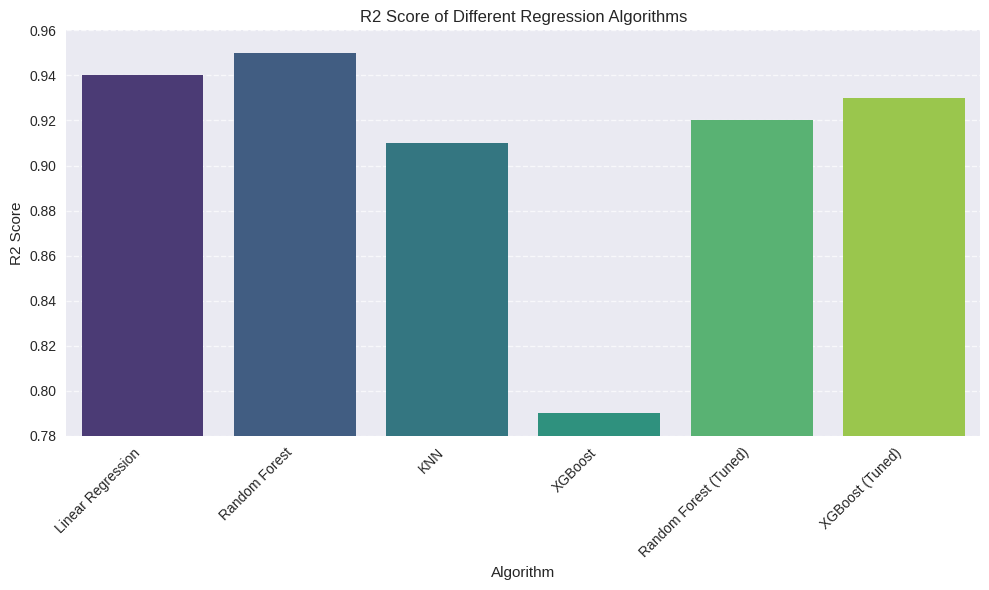 R2 Score of Different Regression Algorithms
R2 Score
0.96
0.94
0.92
0.90
0.88
0.86
0.84
0.82
0.80
0.78
Linear Regression
Random Forest
KNN
XGBoost
Random Forest (Tuned)
XGBoost (Tuned)
Algorithm